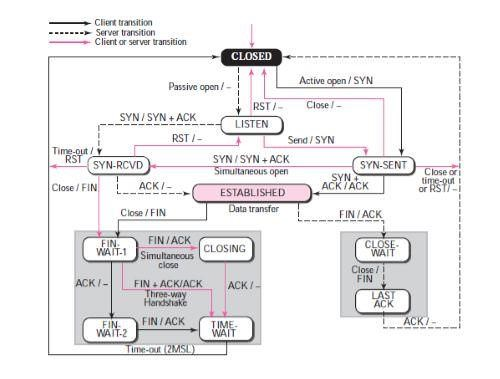 Client transition
Server transition
Client or server transition
CLOSED
Passive open / –
Active open / SYN
RST / –
Close / –
SYN / SYN + ACK
LISTEN
RST / –
Send / SYN
Time-out /
RST
SYN-RCVD
SYN / SYN + ACK
Simultaneous open
SYN-SENT
Close or
time-out
or RST / –
Close / FIN
ACK / –
SYN +
ACK / ACK
ESTABLISHED
Data transfer
Close / FIN
FIN / ACK
FIN-
WAIT-1
FIN / ACK
Simultaneous
close
CLOSING
CLOSE-
WAIT
ACK / –
FIN + ACK/ACK
Three-way
Handshake
ACK / –
Close /
FIN
LAST
ACK
FIN-
WAIT-2
FIN / ACK
TIME-
WAIT
ACK / –
Time-out (2MSL)